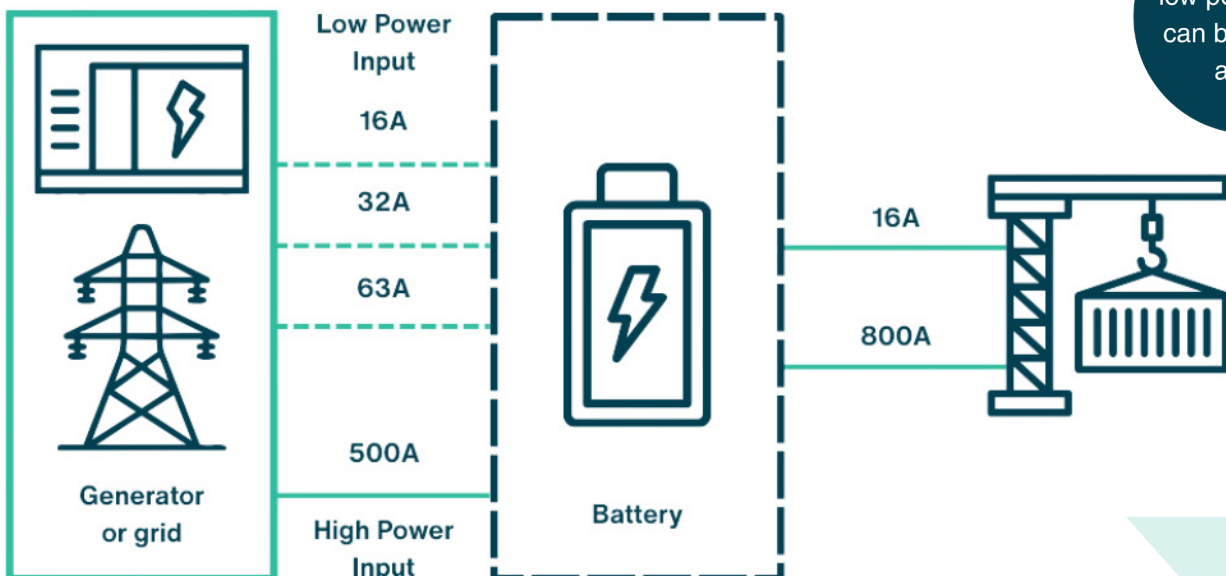 Low Power
Input
16A
32A
63A
500A
High Power
Input
Generator
or grid
Battery
16A
800A
can b
a